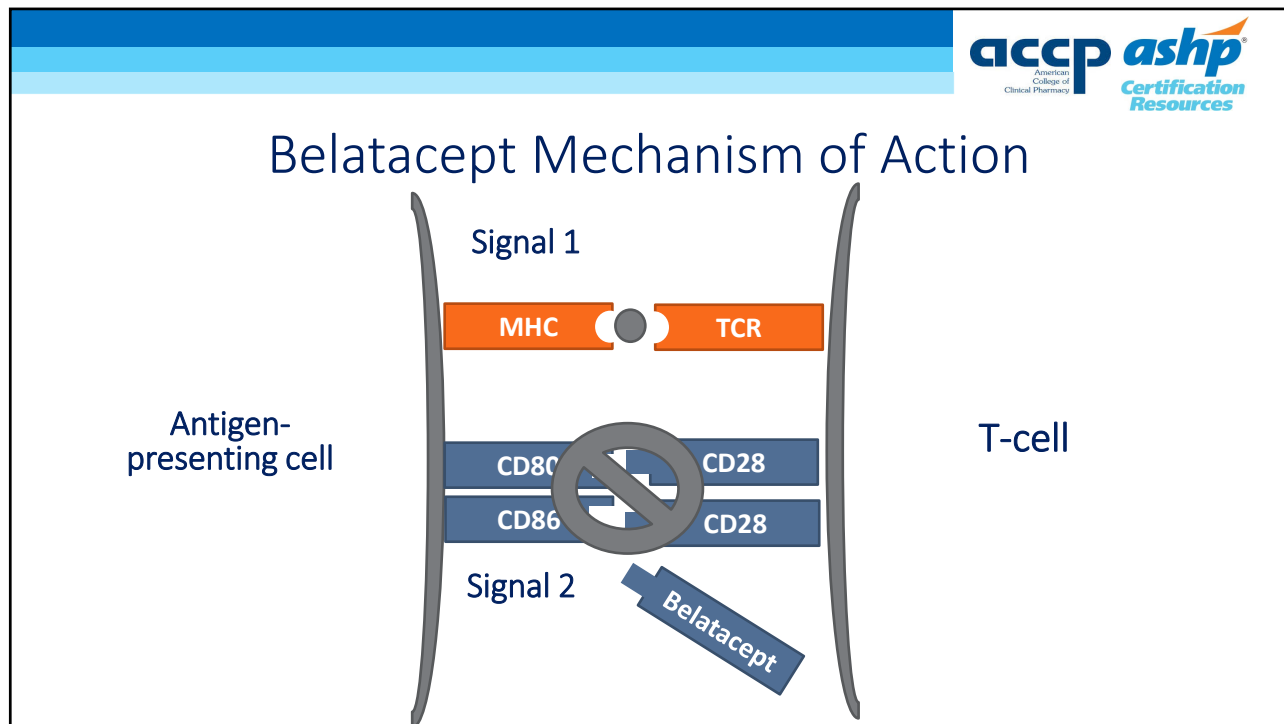 accp
American
College of
Clinical Pharmacy
ashp®
Certification
Resources
Belatacept Mechanism of Action
Signal 1
MHC
TCR
Antigen-
presenting cell
T-cell
CD80
CD28
CD86
CD28
Signal 2
Belatacept